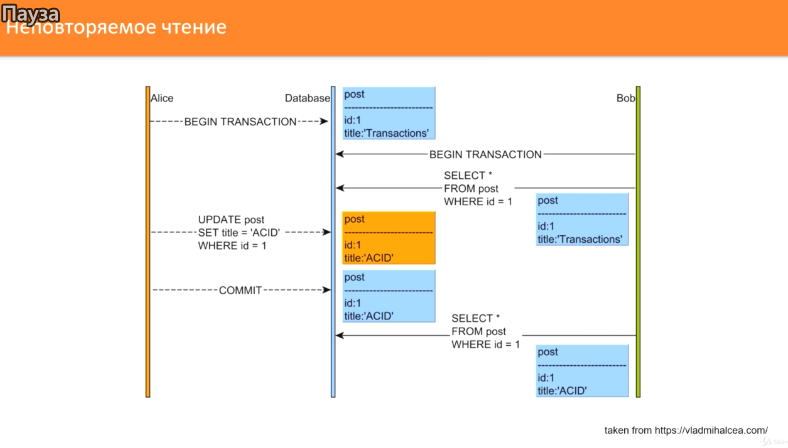 Пауза
Неповторяемое чтение
Alice
Database
post
--------------------------
id:1
title:'Transactions'
Bob
BEGIN TRANSACTION
BEGIN TRANSACTION
SELECT *
FROM post
WHERE id = 1
post
--------------------------
id:1
title:'Transactions'
UPDATE post
SET title = 'ACID'
WHERE id = 1
post
--------------------------
id:1
title:'ACID'
COMMIT
post
--------------------------
id:1
title:'ACID'
SELECT *
FROM post
WHERE id = 1
post
--------------------------
id:1
title:'ACID'
taken from https://vladmihalcea.com/